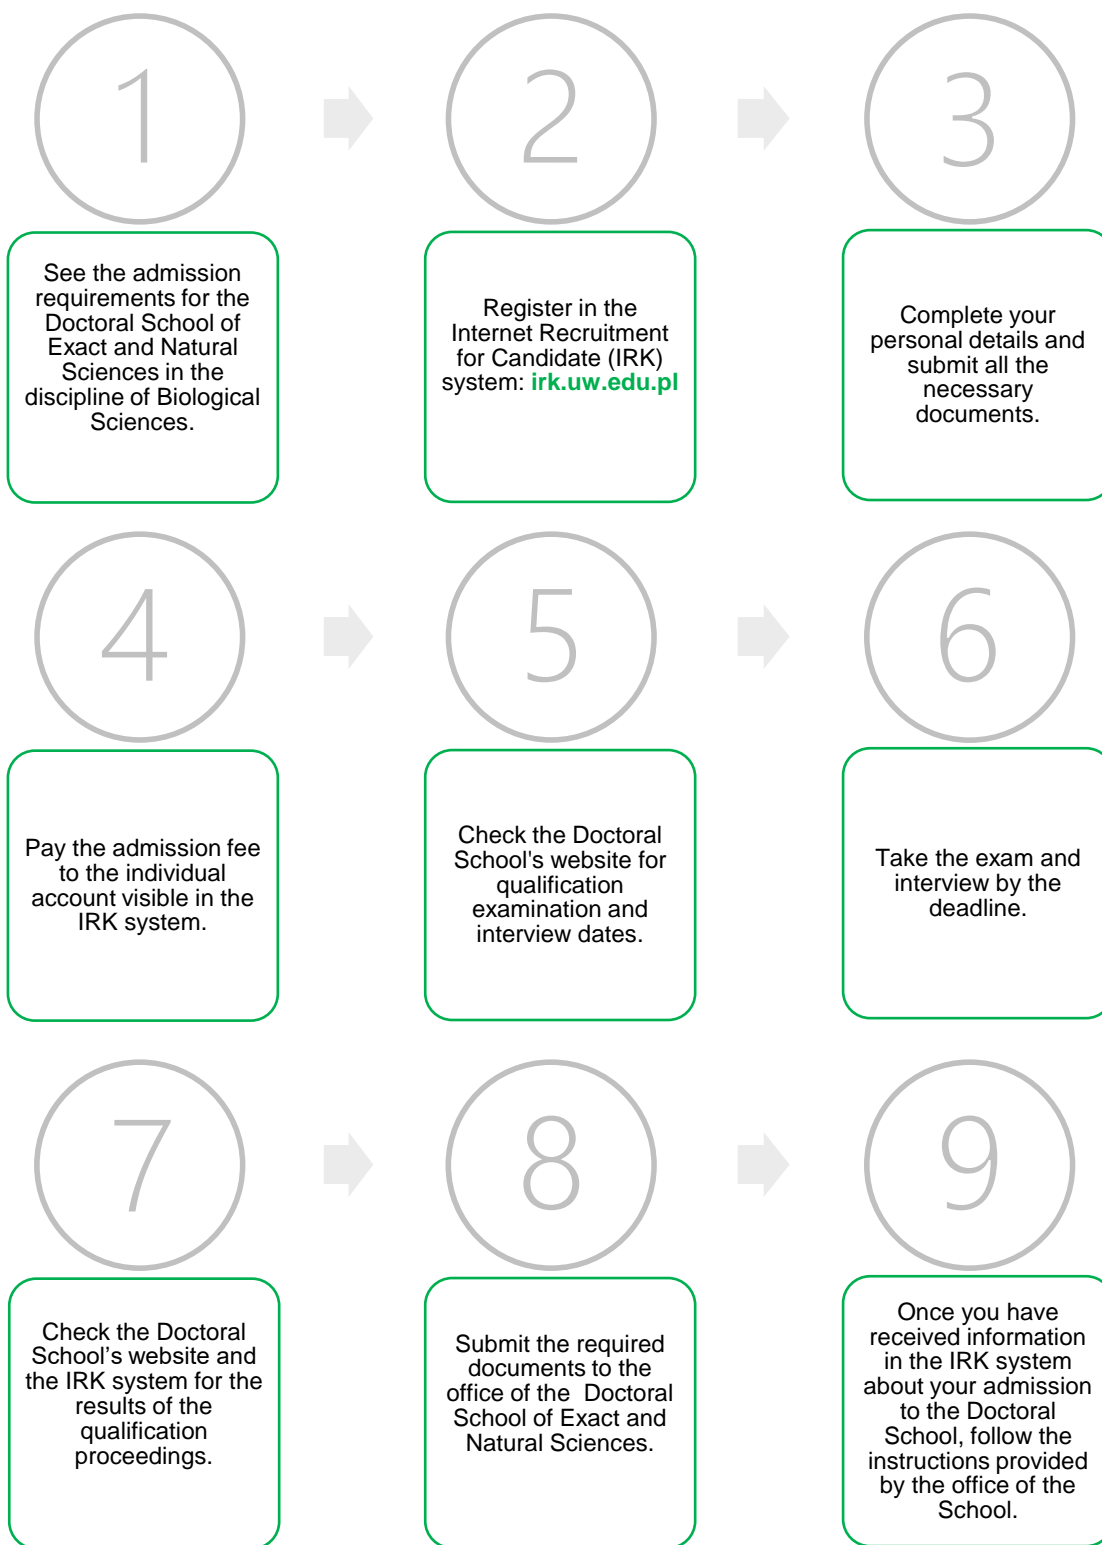 1
See the admission
requirements for the
Doctoral School of
Exact and Natural
Sciences in the
discipline of Biological
Sciences.
2
Register in the
Internet Recruitment
for Candidate (IRK)
system: irk.uw.edu.pl
3
Complete your
personal details and
submit all the
necessary
documents.
4
Pay the admission fee
to the individual
account visible in the
IRK system.
5
Check the Doctoral
School's website for
qualification
examination and
interview dates.
6
Take the exam and
interview by the
deadline.
7
Check the Doctoral
School’s website and
the IRK system for the
results of the
qualification
proceedings.
8
Submit the required
documents to the
office of the  Doctoral
School of Exact and
Natural Sciences.
9
Once you have
received information
in the IRK system
about your admission
to the Doctoral
School, follow the
instructions provided
by the office of the
School.